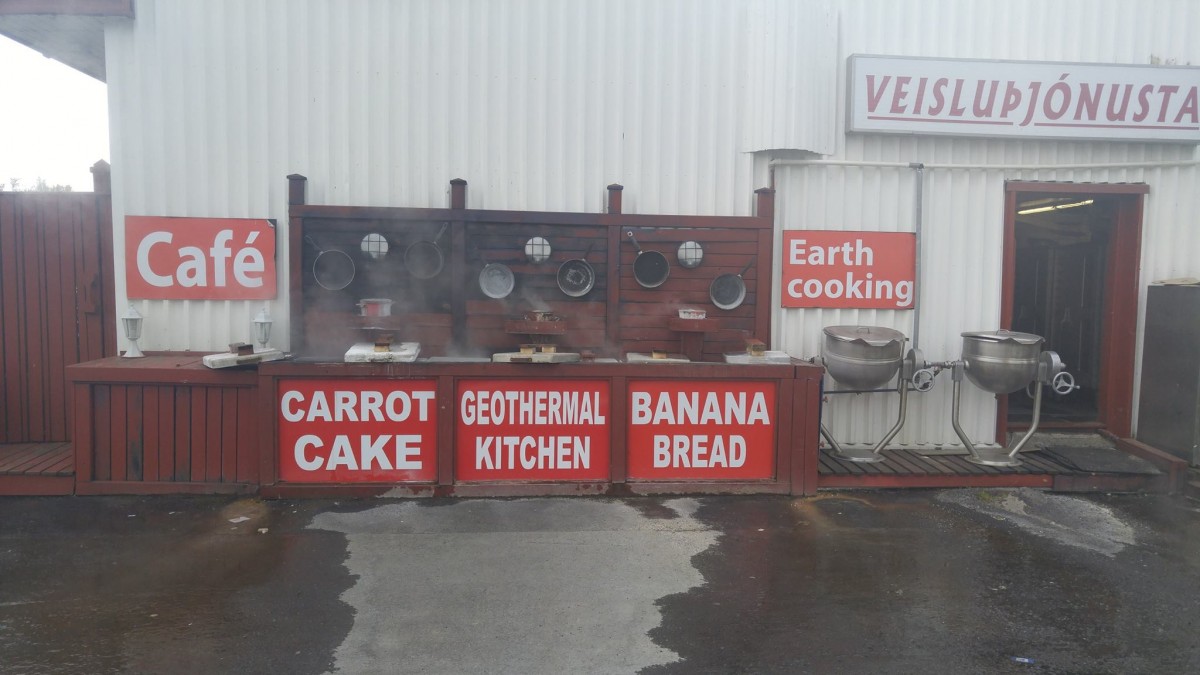 VEISLUÞJÓNUSTA
Café
Earth
cooking
CARROT
CAKE
GEOTHERMAL
KITCHEN
BANANA
BREAD